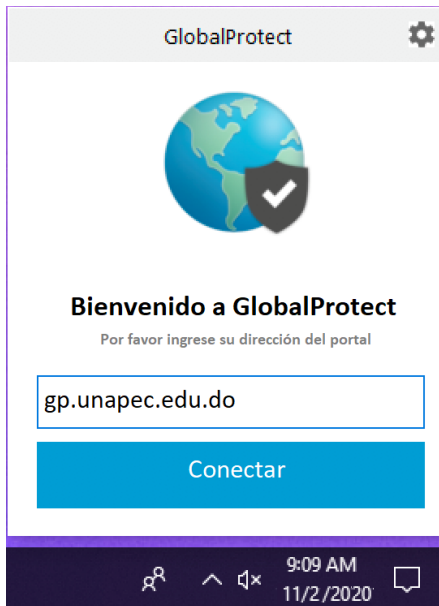 GlobalProtect
Bienvenido a GlobalProtect
Por favor ingrese su dirección del portal
gp.unapec.edu.do
Conectar
9:09 AM
11/2/2020